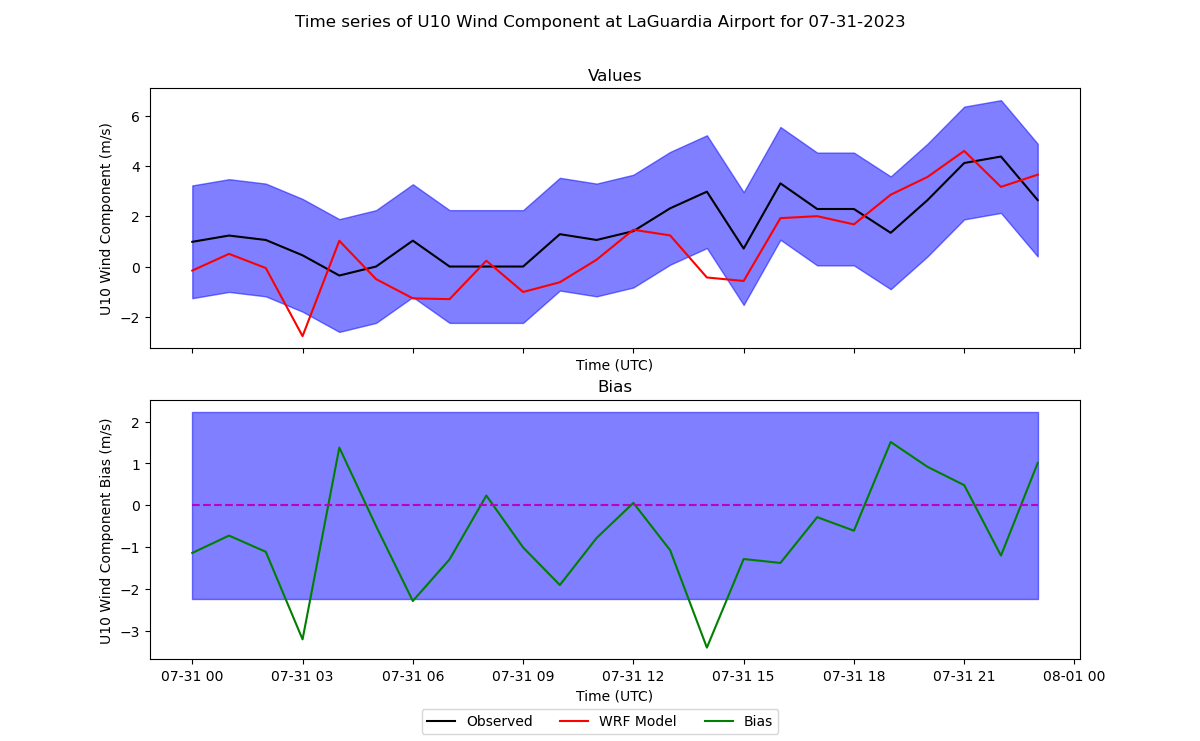 Time series of U10 Wind Component at LaGuardia Airport for 07-31-2023
Values
U10 Wind Component (m/s)
6
4
2
0
−2
Time (UTC)
Bias
U10 Wind Component Bias (m/s)
2
1
0
−1
−2
−3
07-31 00 07-31 03 07-31 06 07-31 09 07-31 12 07-31 15 07-31 18 07-31 21 08-01 00
Time (UTC)
Observed WRF Model Bias